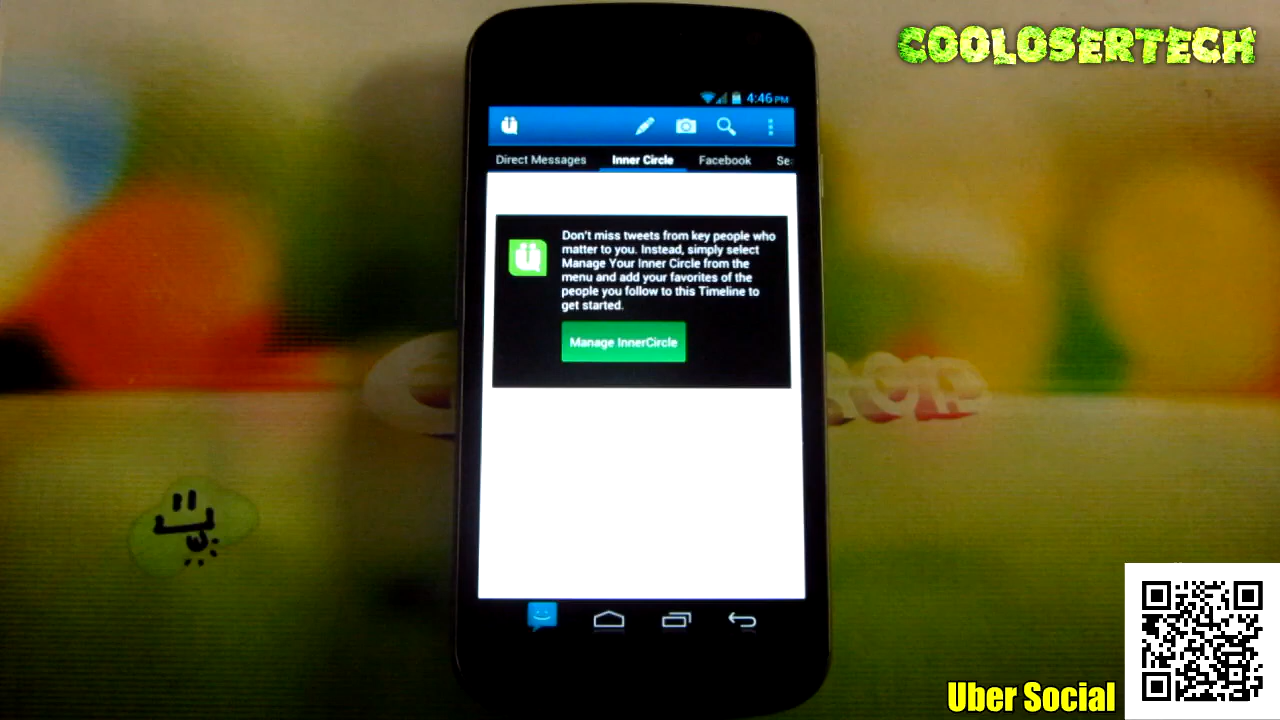 COOLOSERTECH
4:46 PM
Direct Messages Inner Circle Facebook Se
Don't miss tweets from key people who
matter to you. Instead, simply select
Manage Your Inner Circle from the
menu and add your favorites of the
people you follow to this Timeline to
get started.
Manage InnerCircle
Uber Social